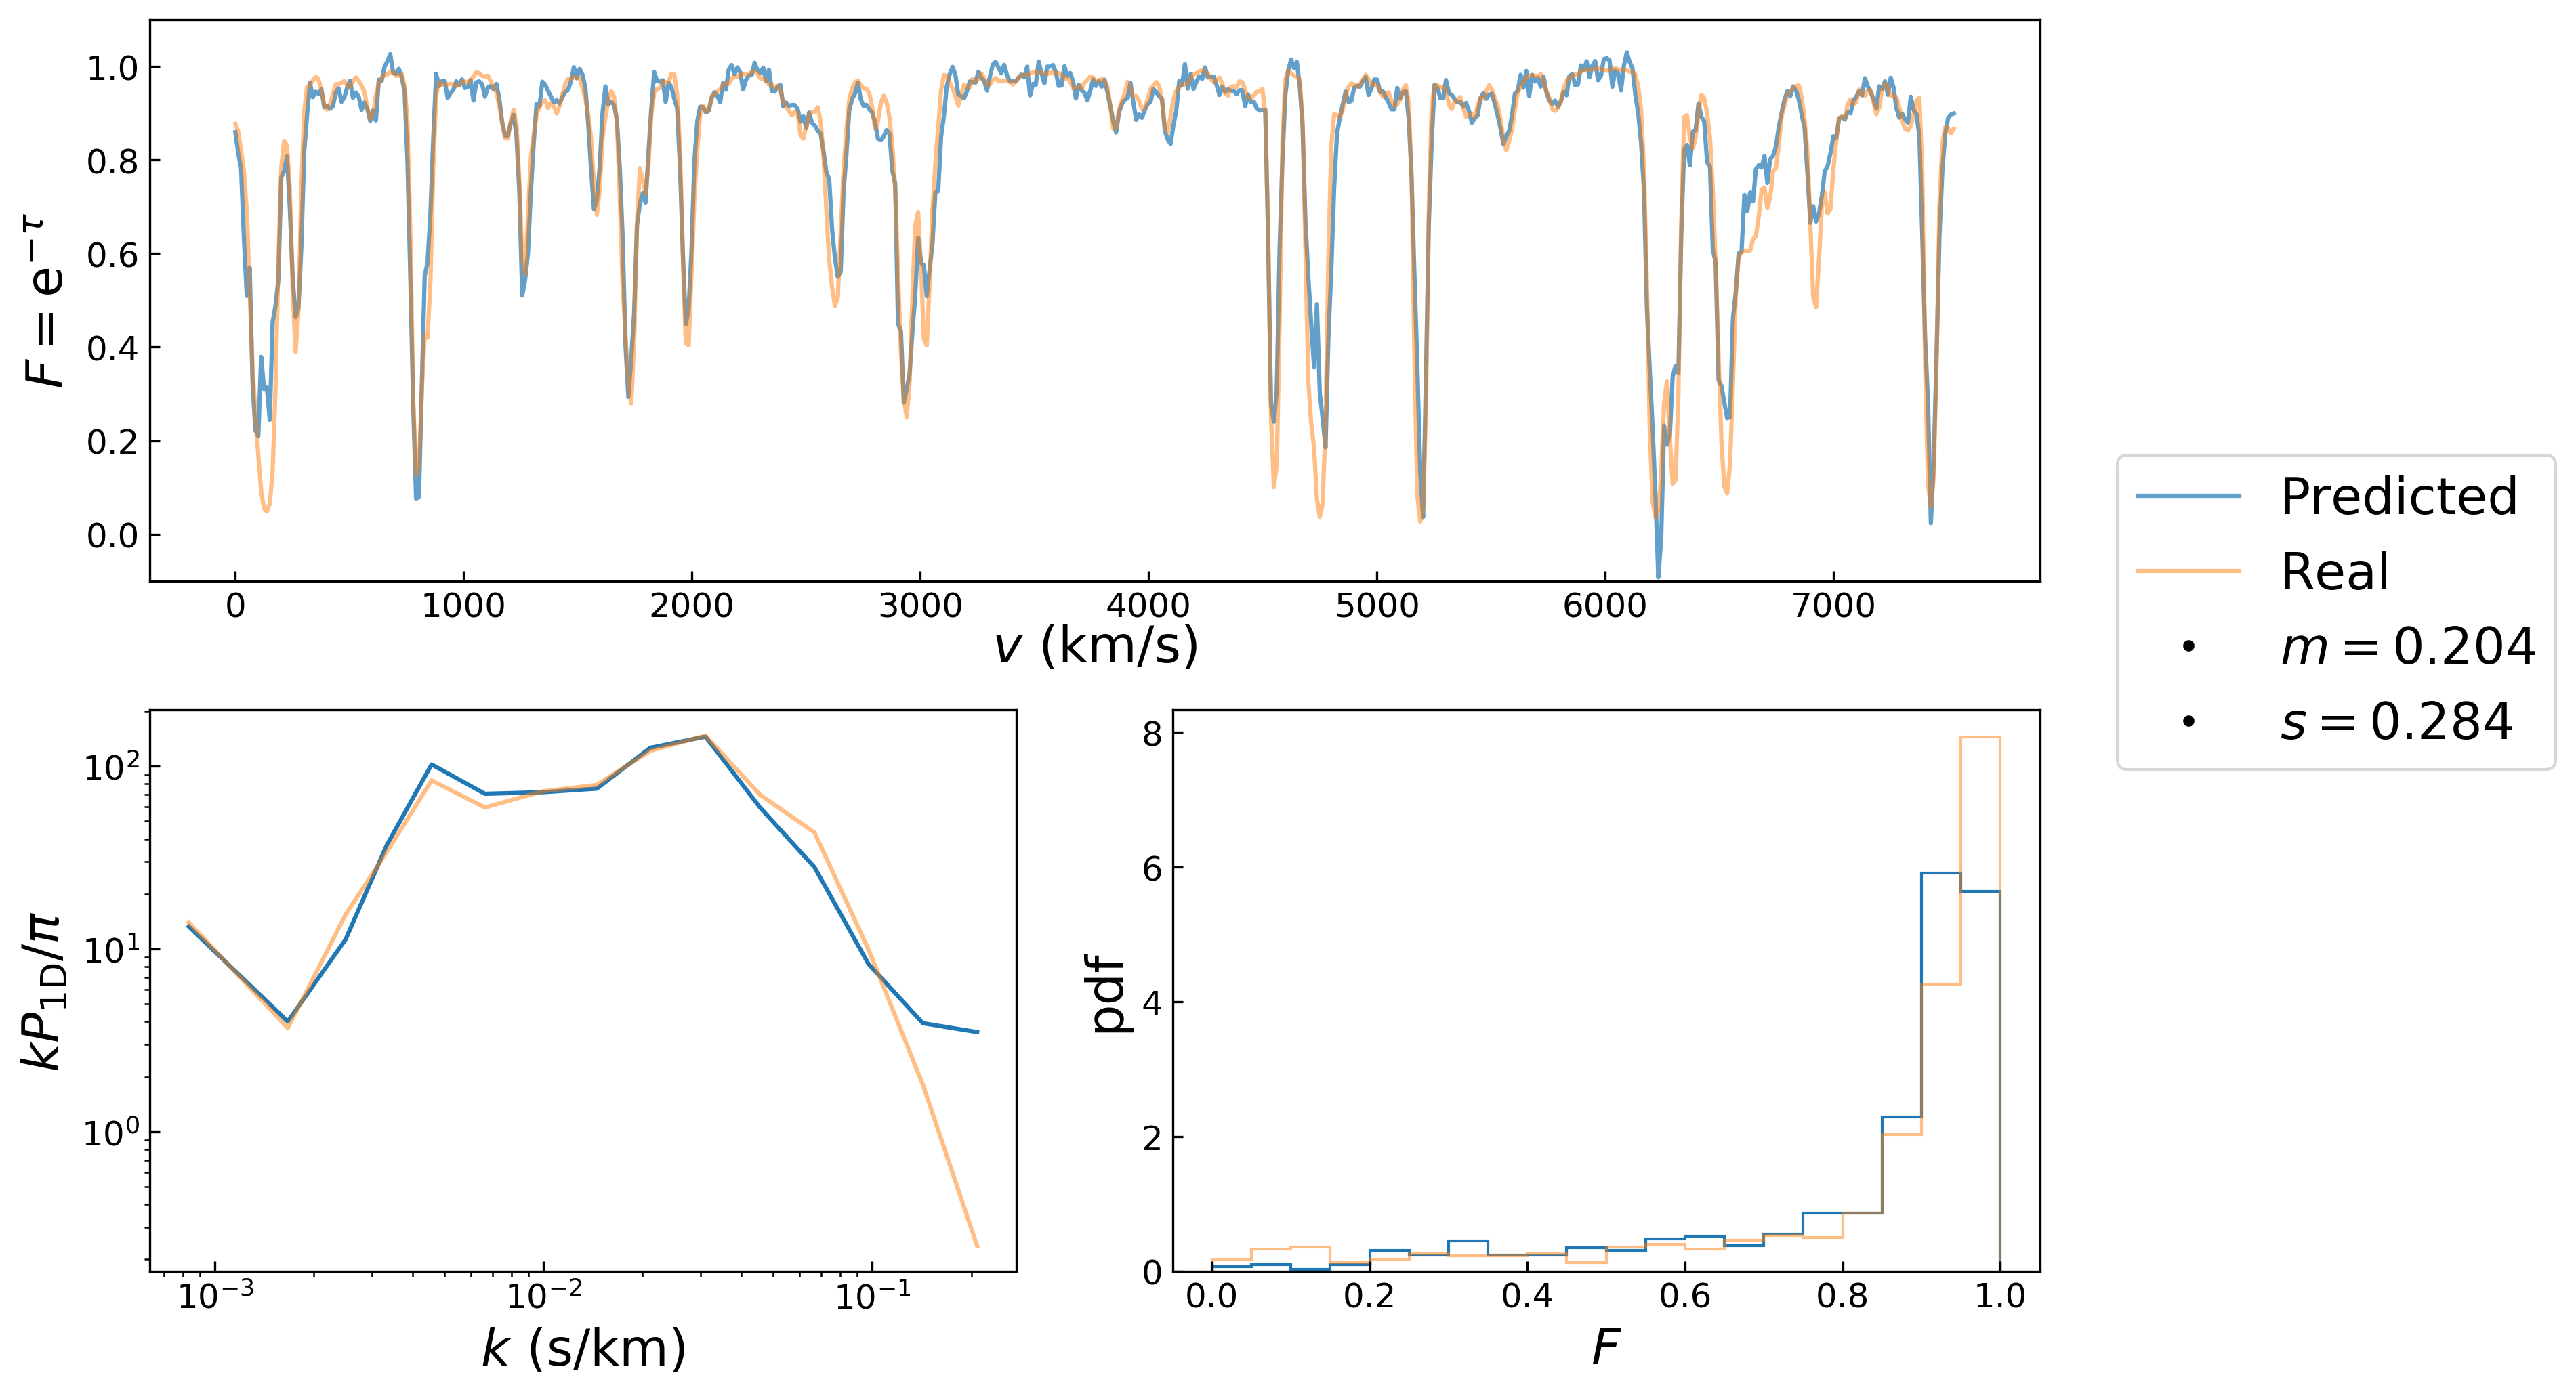 F = e^{-τ}
1.0
0.8
0.6
0.4
0.2
0.0
0 1000 2000 3000 4000 5000 6000 7000
v (km/s)
Predicted
Real
m = 0.204
s = 0.284
kP_{1D}/π
10^2
10^1
10^0
10^{-3} 10^{-2} 10^{-1}
k (s/km)
pdf
8
6
4
2
0
0.0 0.2 0.4 0.6 0.8 1.0
F